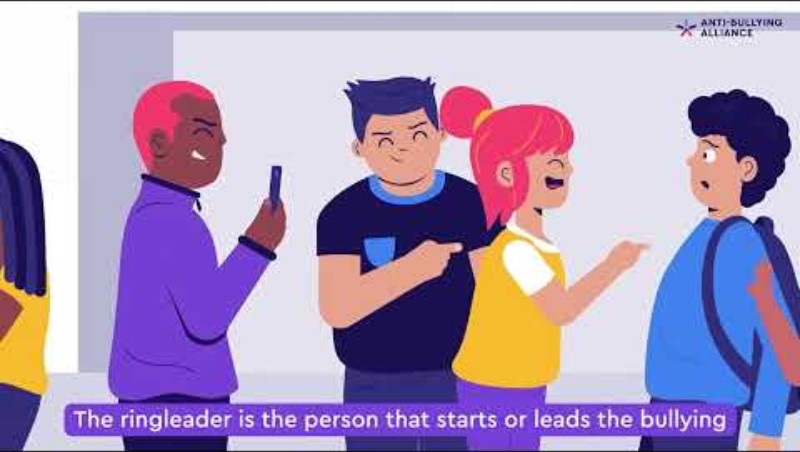 ANTI-BULLYING
ALLIANCE
The ringleader is the person that starts or leads the bullying